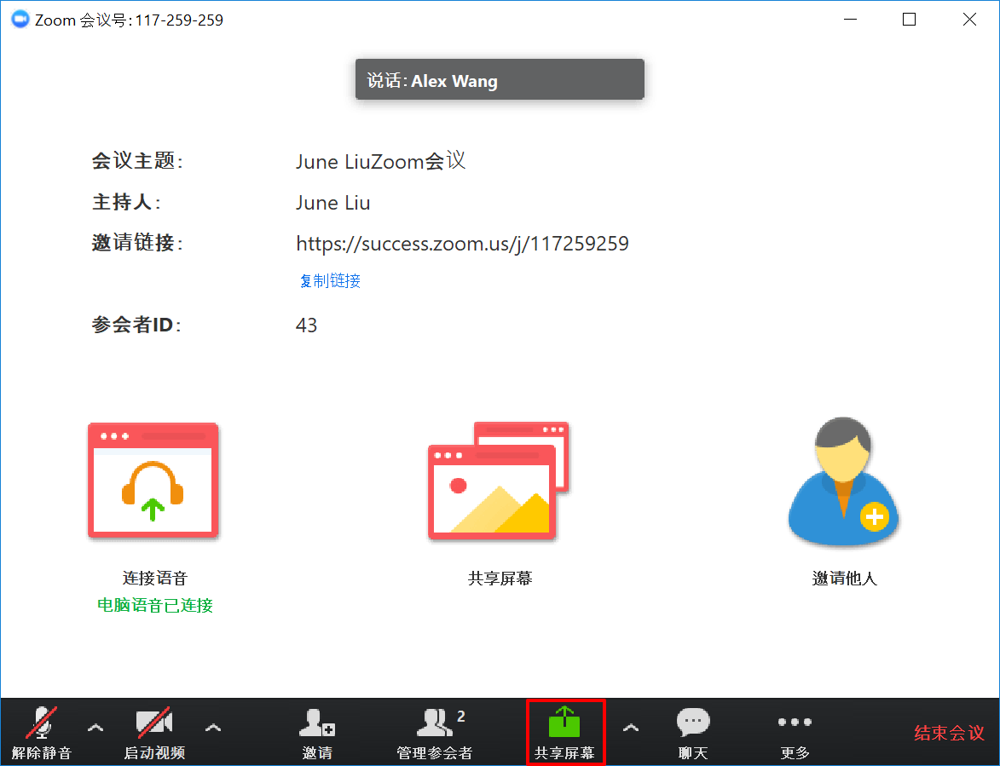 Zoom 会议号: 117-259-259
说话: Alex Wang
会议主题: June LiuZoom会议
主持人: June Liu
邀请链接: https://success.zoom.us/j/117259259
复制链接
参会者ID: 43
连接语音 共享屏幕 邀请他人
电脑语音已连接
2
解除静音 启动视频 邀请 管理参会者 共享屏幕 聊天 更多 结束会议